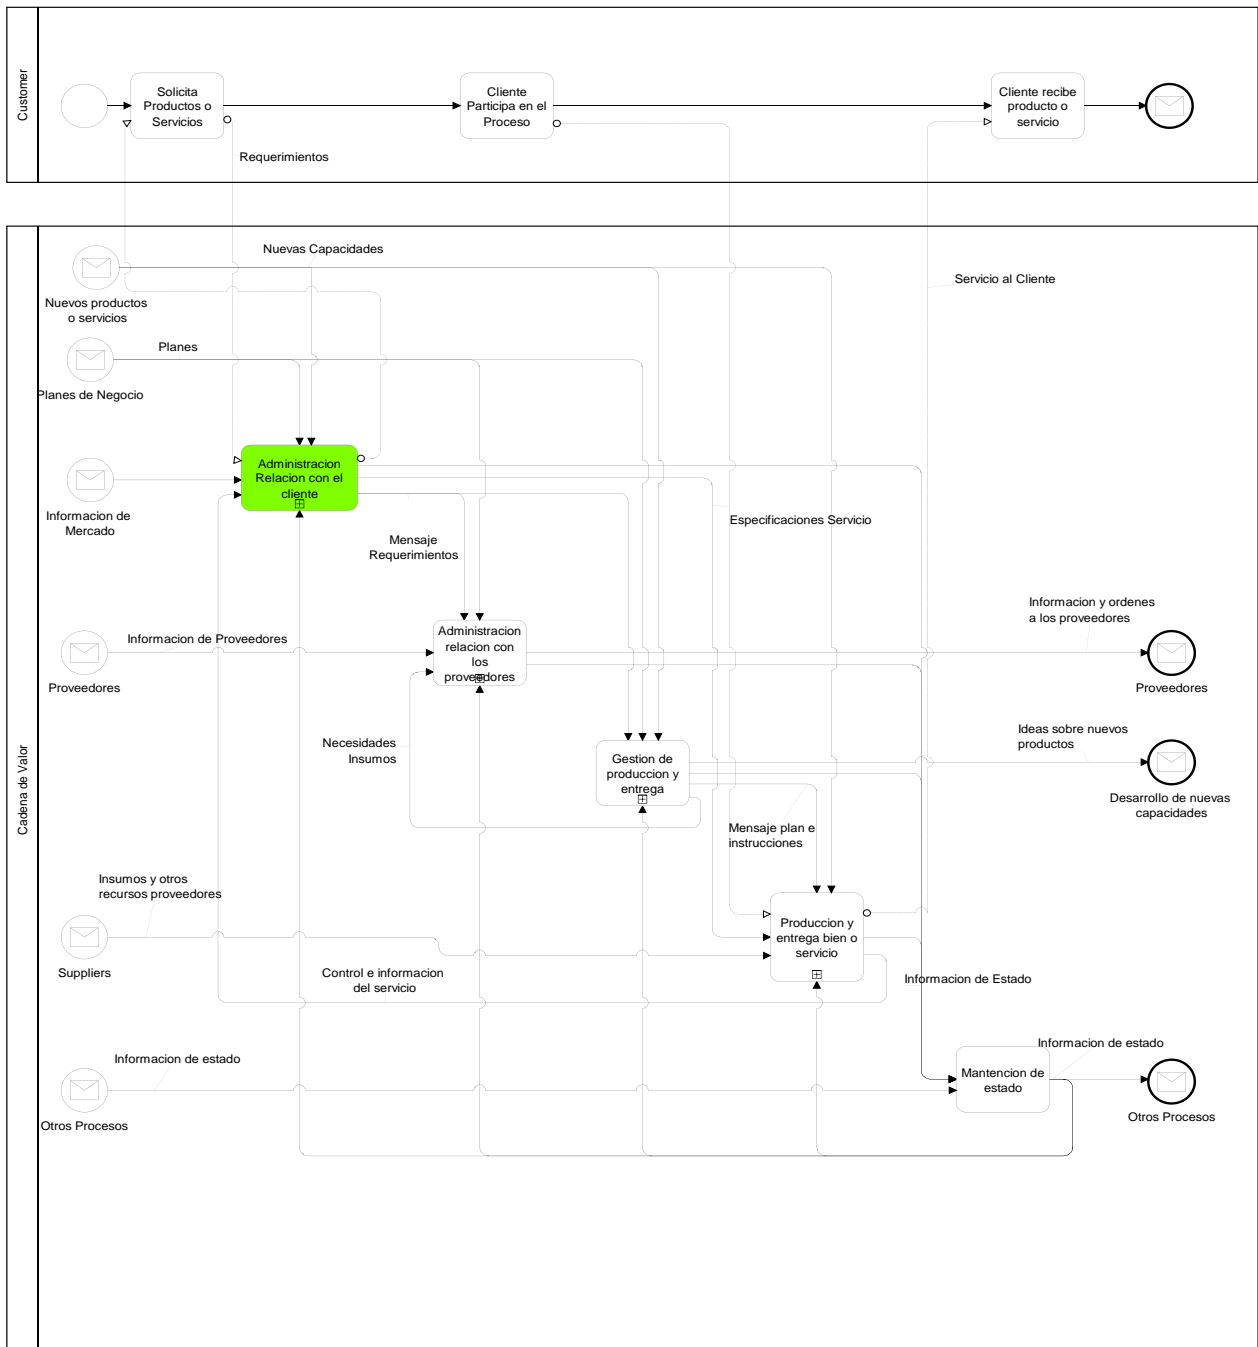 Customer
Solicita
Productos o
Servicios
Cliente
Participa en el
Proceso
Cliente recibe
producto o
servicio
Requerimientos
Cadena de Valor
Nuevas Capacidades
Servicio al Cliente
Nuevos productos
o servicios
Planes
Planes de Negocio
Administracion
Relacion con el
cliente
Informacion de
Mercado
Especificaciones Servicio
Mensaje
Requerimientos
Informacion y ordenes
a los proveedores
Informacion de Proveedores
Administracion
relacion con
los
proveedores
Proveedores
Proveedores
Ideas sobre nuevos
productos
Necesidades
Insumos
Gestion de
produccion y
entrega
Desarrollo de nuevas
capacidades
Mensaje plan e
instrucciones
Insumos y otros
recursos proveedores
Produccion y
entrega bien o
servicio
Suppliers
Control e informacion
del servicio
Informacion de Estado
Informacion de estado
Informacion de estado
Mantencion de
estado
Otros Procesos
Otros Procesos